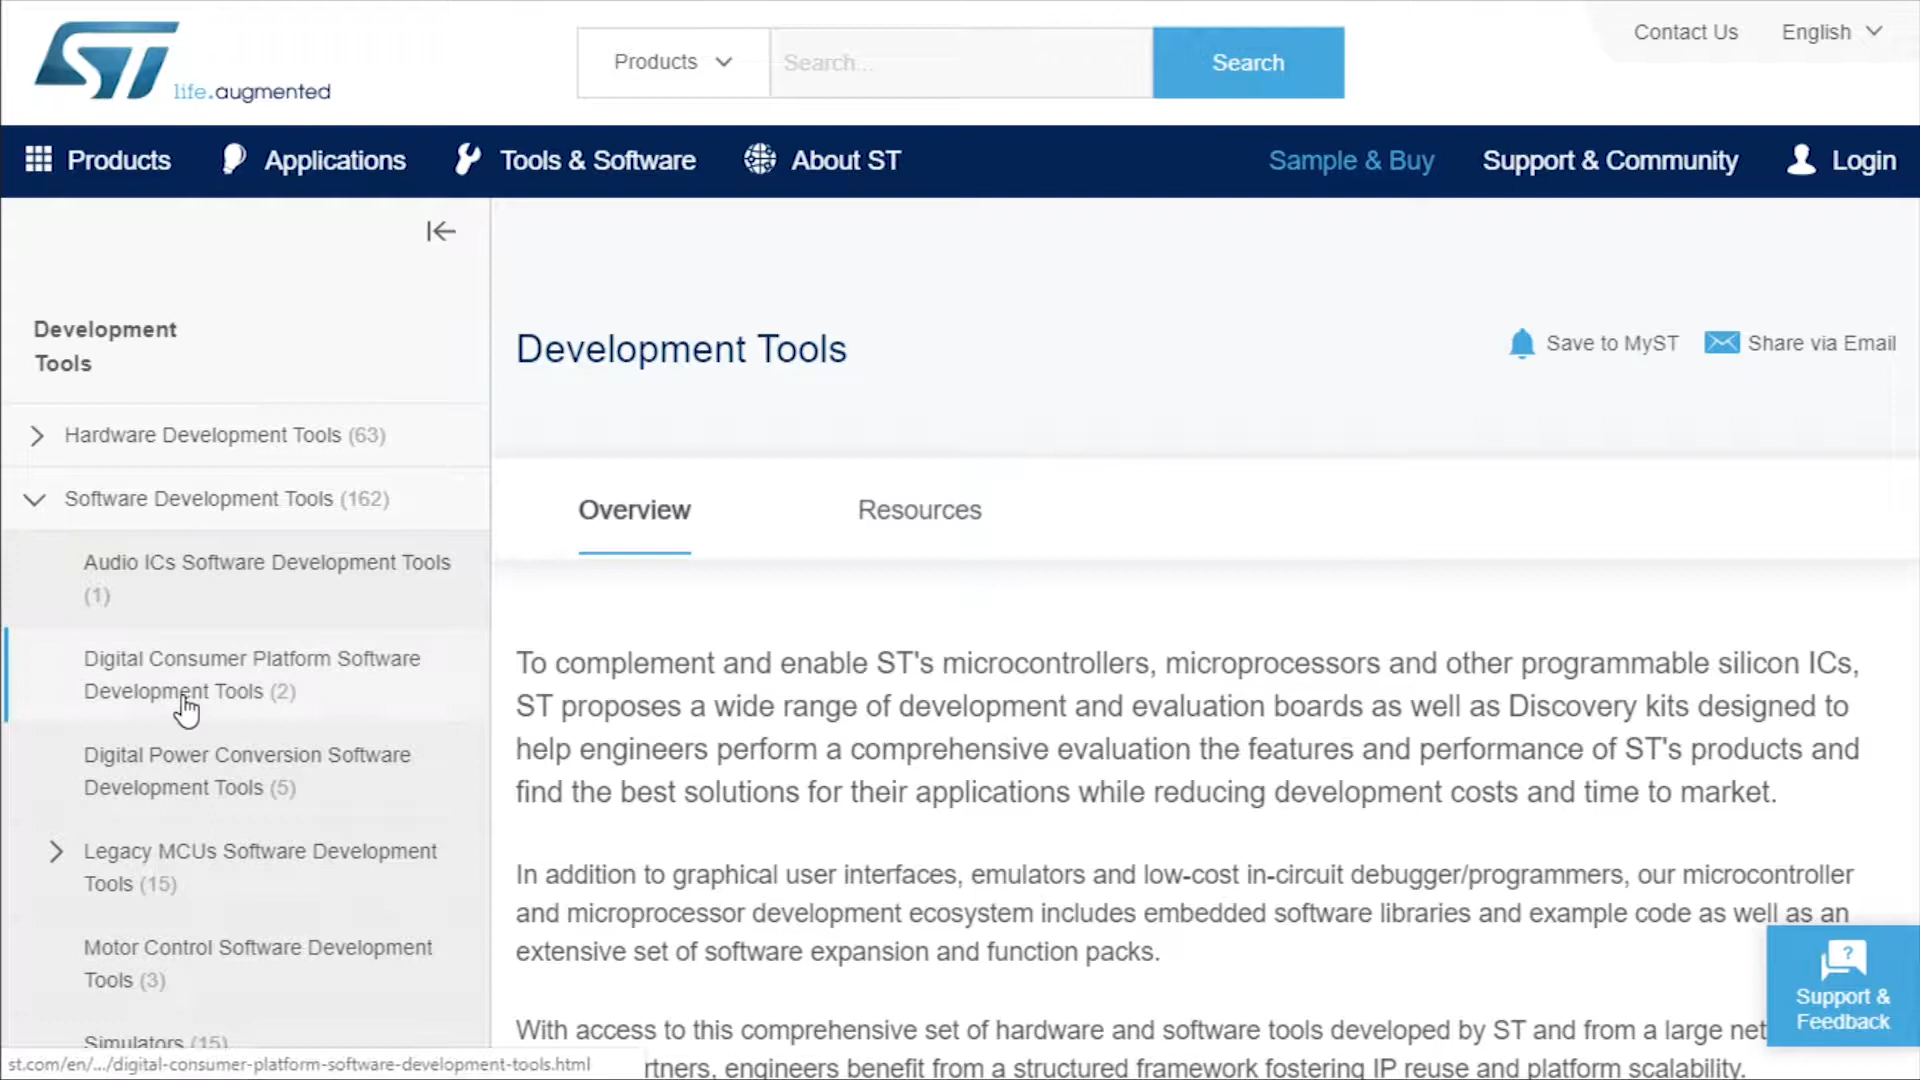 ST
life.augmented
Products
Search...
Search
Contact Us
English
Products
Applications
Tools & Software
About ST
Sample & Buy
Support & Community
Login
Development
Tools
Hardware Development Tools (63)
Software Development Tools (162)
Audio ICs Software Development Tools
(1)
Digital Consumer Platform Software
Development Tools (2)
Digital Power Conversion Software
Development Tools (5)
Legacy MCUs Software Development
Tools (15)
Motor Control Software Development
Tools (3)
Simulators (15)
st.com/en/.../digital-consumer-platform-software-development-tools.html
Development Tools
Save to MyST
Share via Email
Overview
Resources
To complement and enable ST's microcontrollers, microprocessors and other programmable silicon ICs,
ST proposes a wide range of development and evaluation boards as well as Discovery kits designed to
help engineers perform a comprehensive evaluation the features and performance of ST's products and
find the best solutions for their applications while reducing development costs and time to market.
In addition to graphical user interfaces, emulators and low-cost in-circuit debugger/programmers, our microcontroller
and microprocessor development ecosystem includes embedded software libraries and example code as well as an
extensive set of software expansion and function packs.
With access to this comprehensive set of hardware and software tools developed by ST and from a large net
rtners, engineers benefit from a structured framework fostering IP reuse and platform scalability.
?
Support &
Feedback